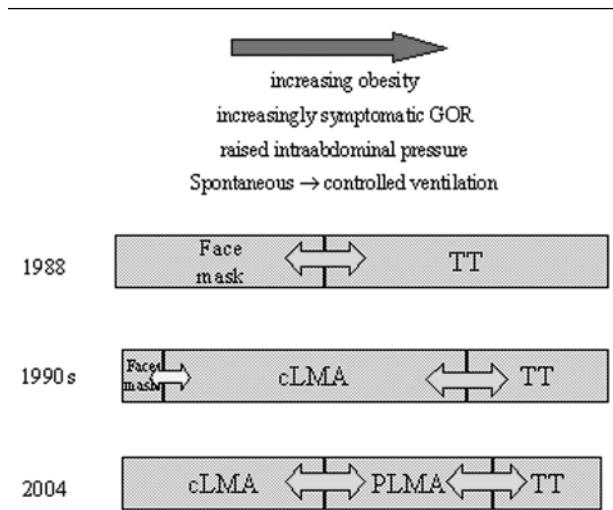 increasing obesity
increasingly symptomatic GOR
raised intraabdominal pressure
Spontaneous → controlled ventilation
1988
Face
mask
TT
1990s
Face
mask
cLMA
TT
2004
cLMA
PLMA
TT